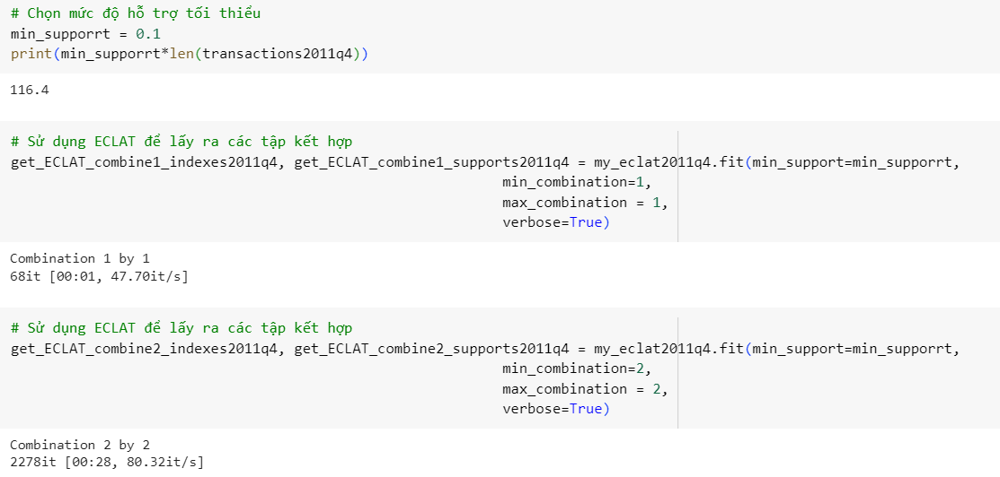 # Chọn mức độ hỗ trợ tối thiểu
min_supporrt = 0.1
print(min_supporrt*len(transactions2011q4))
116.4
# Sử dụng ECLAT để lấy ra các tập kết hợp
get_ECLAT_combine1_indexes2011q4, get_ECLAT_combine1_supports2011q4 = my_eclat2011q4.fit(min_support=min_supporrt,
min_combination=1,
max_combination = 1,
verbose=True)
Combination 1 by 1
68it [00:01, 47.70it/s]
# Sử dụng ECLAT để lấy ra các tập kết hợp
get_ECLAT_combine2_indexes2011q4, get_ECLAT_combine2_supports2011q4 = my_eclat2011q4.fit(min_support=min_supporrt,
min_combination=2,
max_combination = 2,
verbose=True)
Combination 2 by 2
2278it [00:28, 80.32it/s]